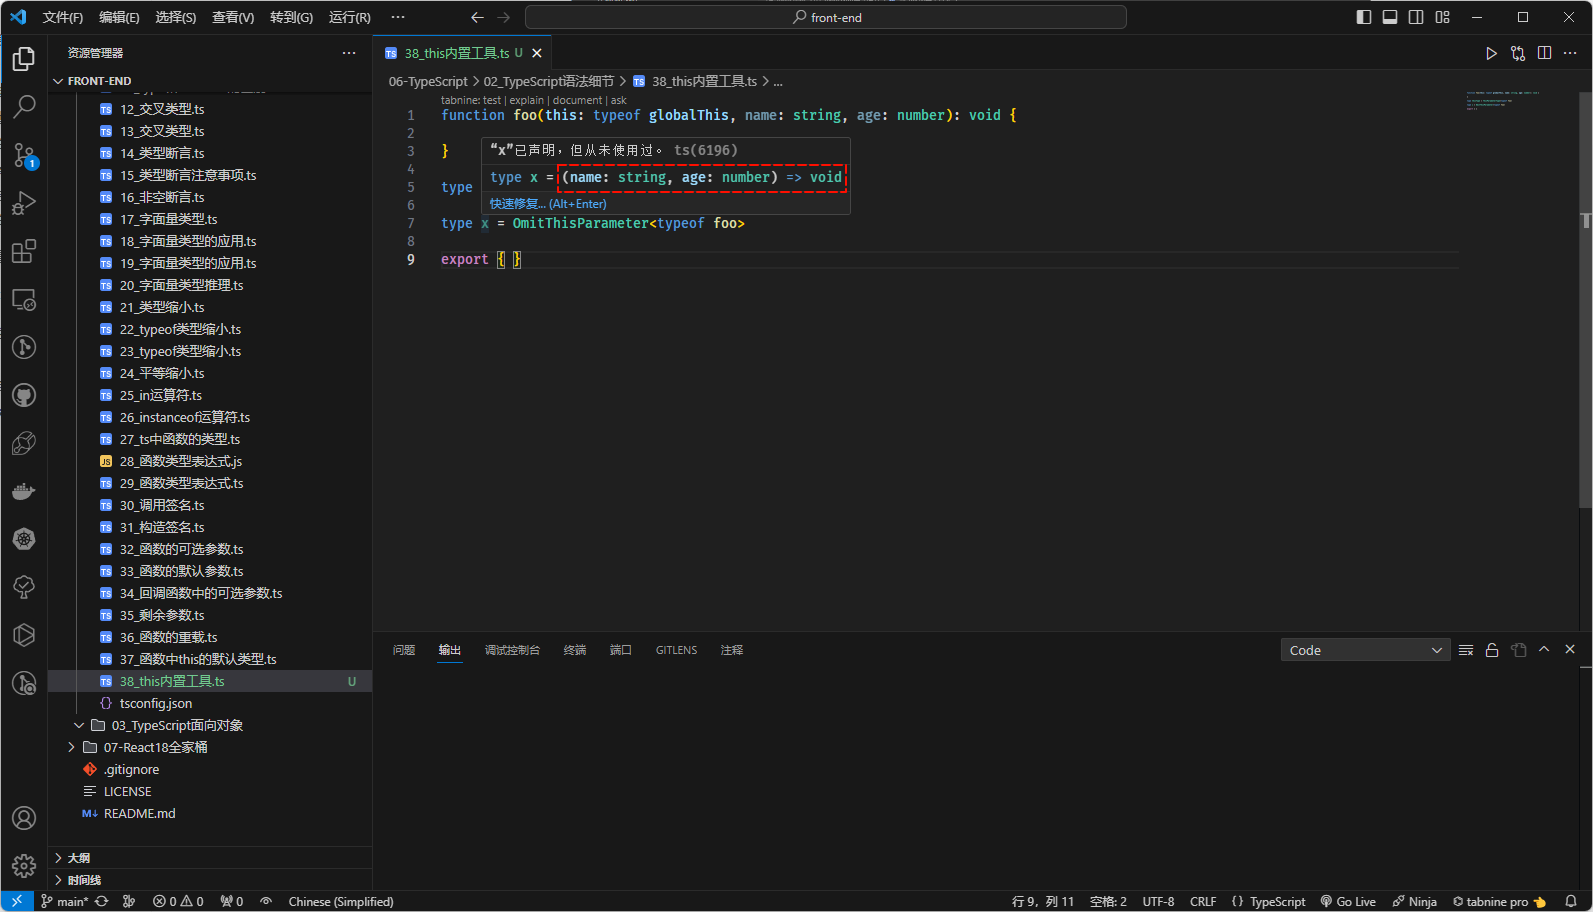 文件(F) 编辑(E) 选择(S) 查看(V) 转到(G) 运行(R) ··· front-end
资源管理器 ···
FRONT-END
12_交叉类型.ts
13_交叉类型.ts
14_类型断言.ts
15_类型断言注意事项.ts
16_非空断言.ts
17_字面量类型.ts
18_字面量类型的应用.ts
19_字面量类型的应用.ts
20_字面量类型推理.ts
21_类型缩小.ts
22_typeof类型缩小.ts
23_typeof类型缩小.ts
24_平等缩小.ts
25_in运算符.ts
26_instanceof运算符.ts
27_ts中函数的类型.ts
28_函数类型表达式.js
29_函数类型表达式.ts
30_调用签名.ts
31_构造签名.ts
32_函数的可选参数.ts
33_函数的默认参数.ts
34_回调函数中的可选参数.ts
35_剩余参数.ts
36_函数的重载.ts
37_函数中this的默认类型.ts
38_this内置工具.ts U
tsconfig.json
03_TypeScript面向对象
07-React18全家桶
.gitignore
LICENSE
README.md
大纲
时间线
38_this内置工具.ts U
06-TypeScript > 02_TypeScript语法细节 > TS 38_this内置工具.ts > ...
tabnine: test | explain | document | ask
1 function foo(this: typeof globalThis, name: string, age: number): void {
2
3 }
4
5 type
6
7 type x = OmitThisParameter<typeof foo>
8
9 export { }
“x”已声明，但从未使用过。 ts(6196)
type x = (name: string, age: number) => void
快速修复... (Alt+Enter)
问题 输出 调试控制台 终端 端口 GITLENS 注释 Code
main* 0 0 0 Chinese (Simplified) 行 9，列 11 空格: 2 UTF-8 CRLF {} TypeScript Go Live Ninja tabnine pro